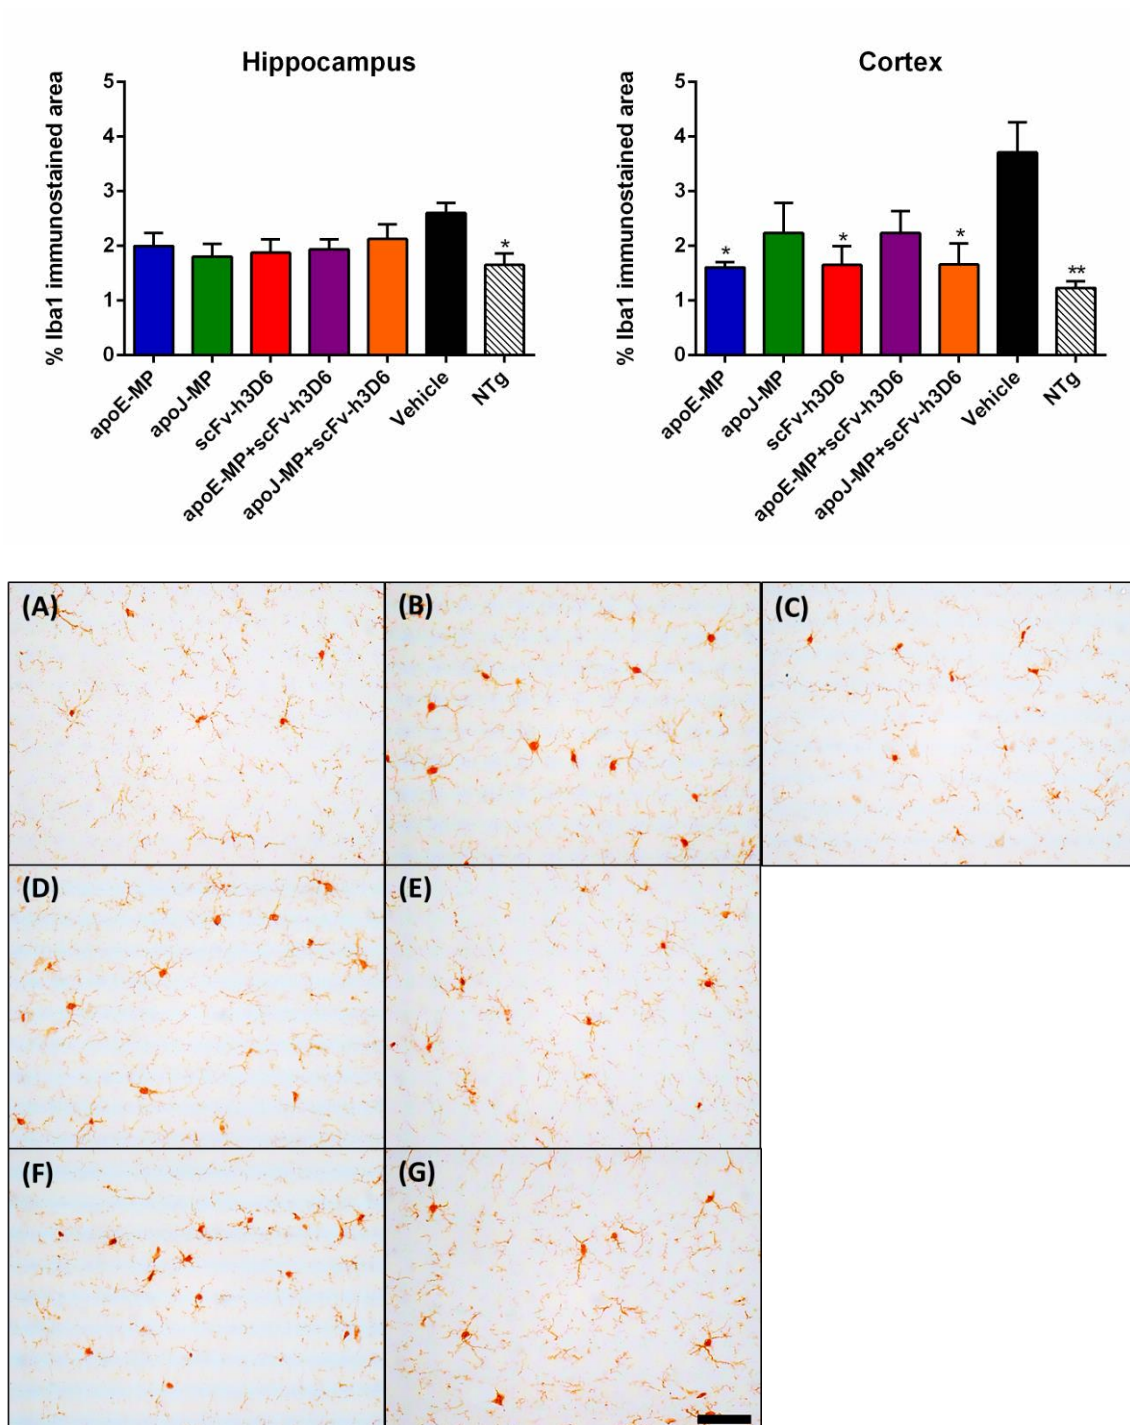 Hippocampus
% Iba1 immunostained area
5
4
3
2
1
0
*
apoE-MP
apoJ-MP
scFv-h3D6
apoE-MP+scFv-h3D6
apoJ-MP+scFv-h3D6
Vehicle
NTg
Cortex
% Iba1 immunostained area
5
4
3
2
1
0
*
*
*
**
apoE-MP
apoJ-MP
scFv-h3D6
apoE-MP+scFv-h3D6
apoJ-MP+scFv-h3D6
Vehicle
NTg
(A)
(B)
(C)
(D)
(E)
(F)
(G)